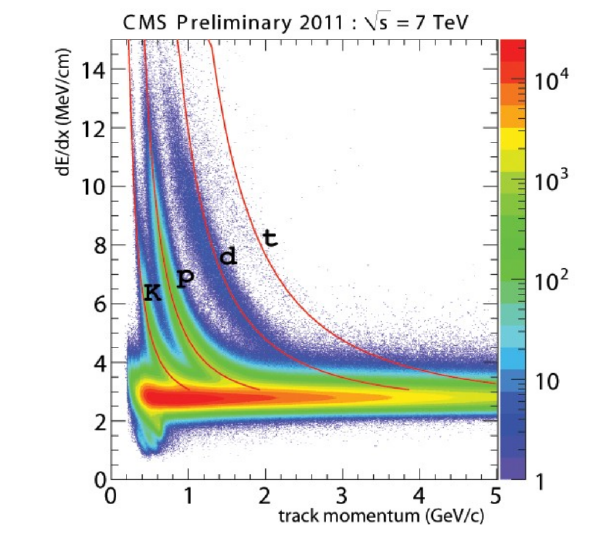 CMS Preliminary 2011 : √s = 7 TeV
dE/dx (MeV/cm)
14
12
10
8
6
4
2
0
K
p
d
t
0 1 2 3 4 5
track momentum (GeV/c)
10⁴
10³
10²
10
1